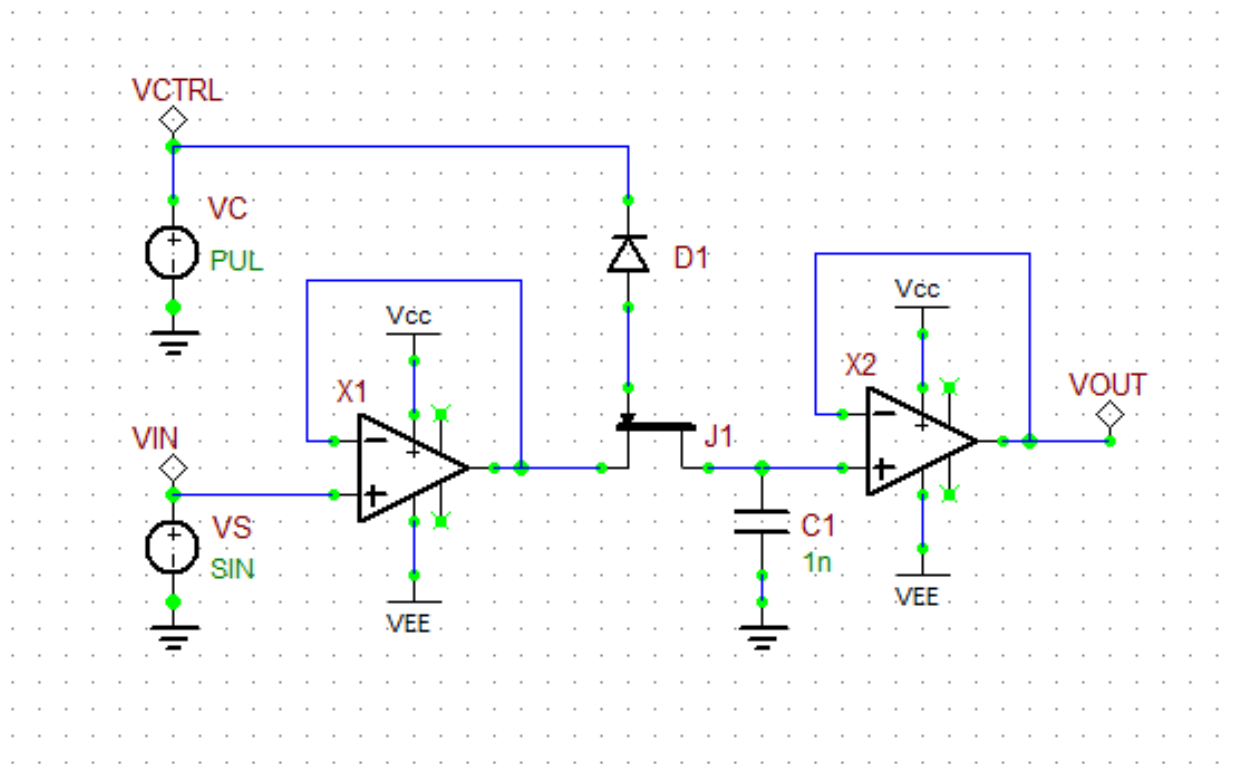 VCTRL
VC
PUL
D1
Vcc
Vcc
X1
X2
VOUT
VIN
J1
VS
SIN
C1
1n
VEE
VEE